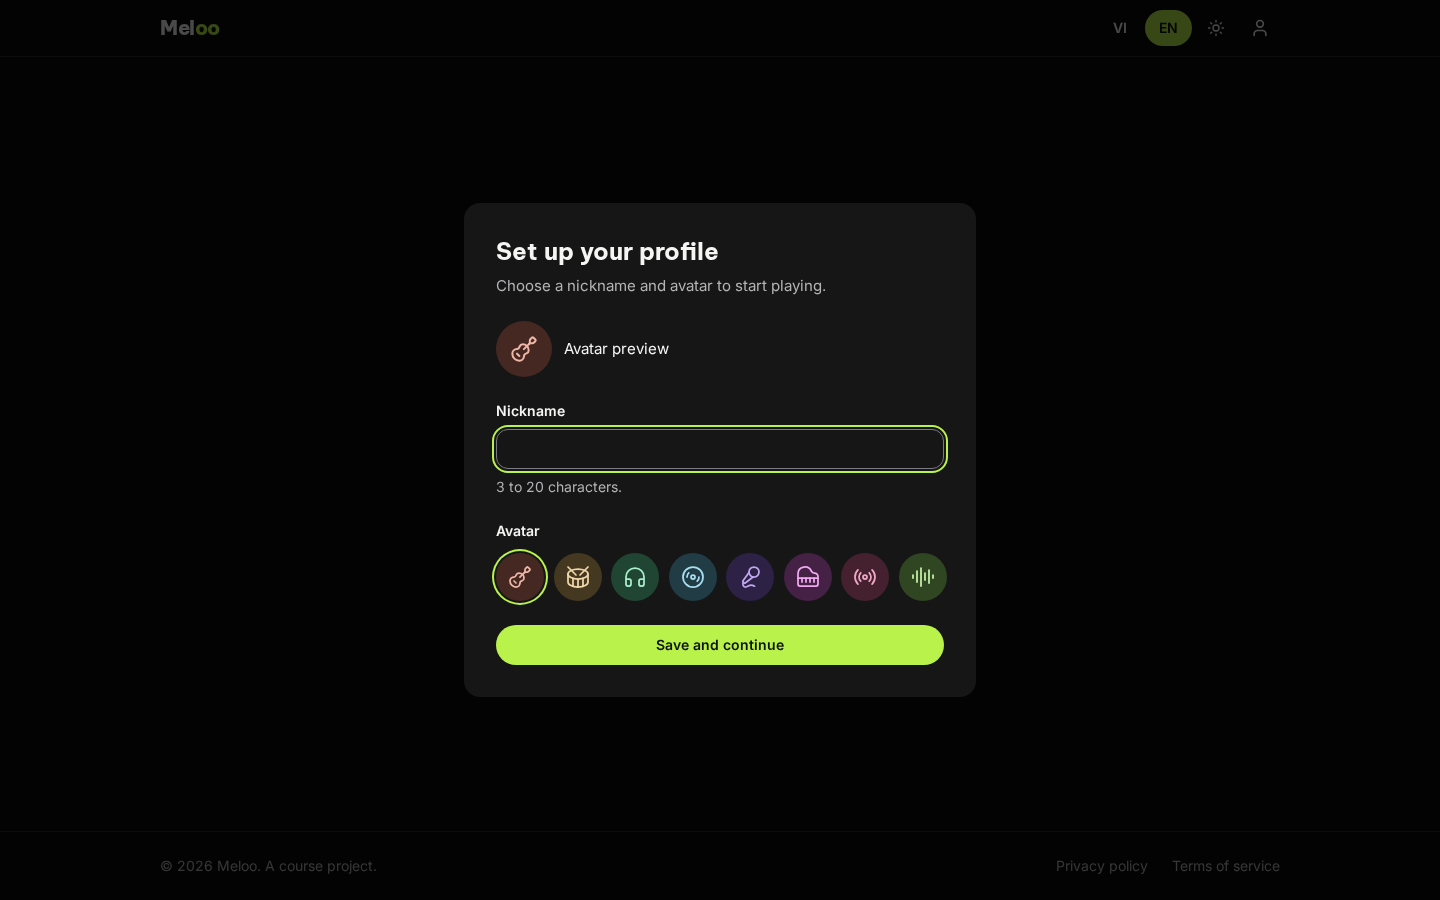 Meloo
VI
EN
Set up your profile
Choose a nickname and avatar to start playing.
Avatar preview
Nickname
3 to 20 characters.
Avatar
Save and continue
© 2026 Meloo. A course project.
Privacy policy
Terms of service